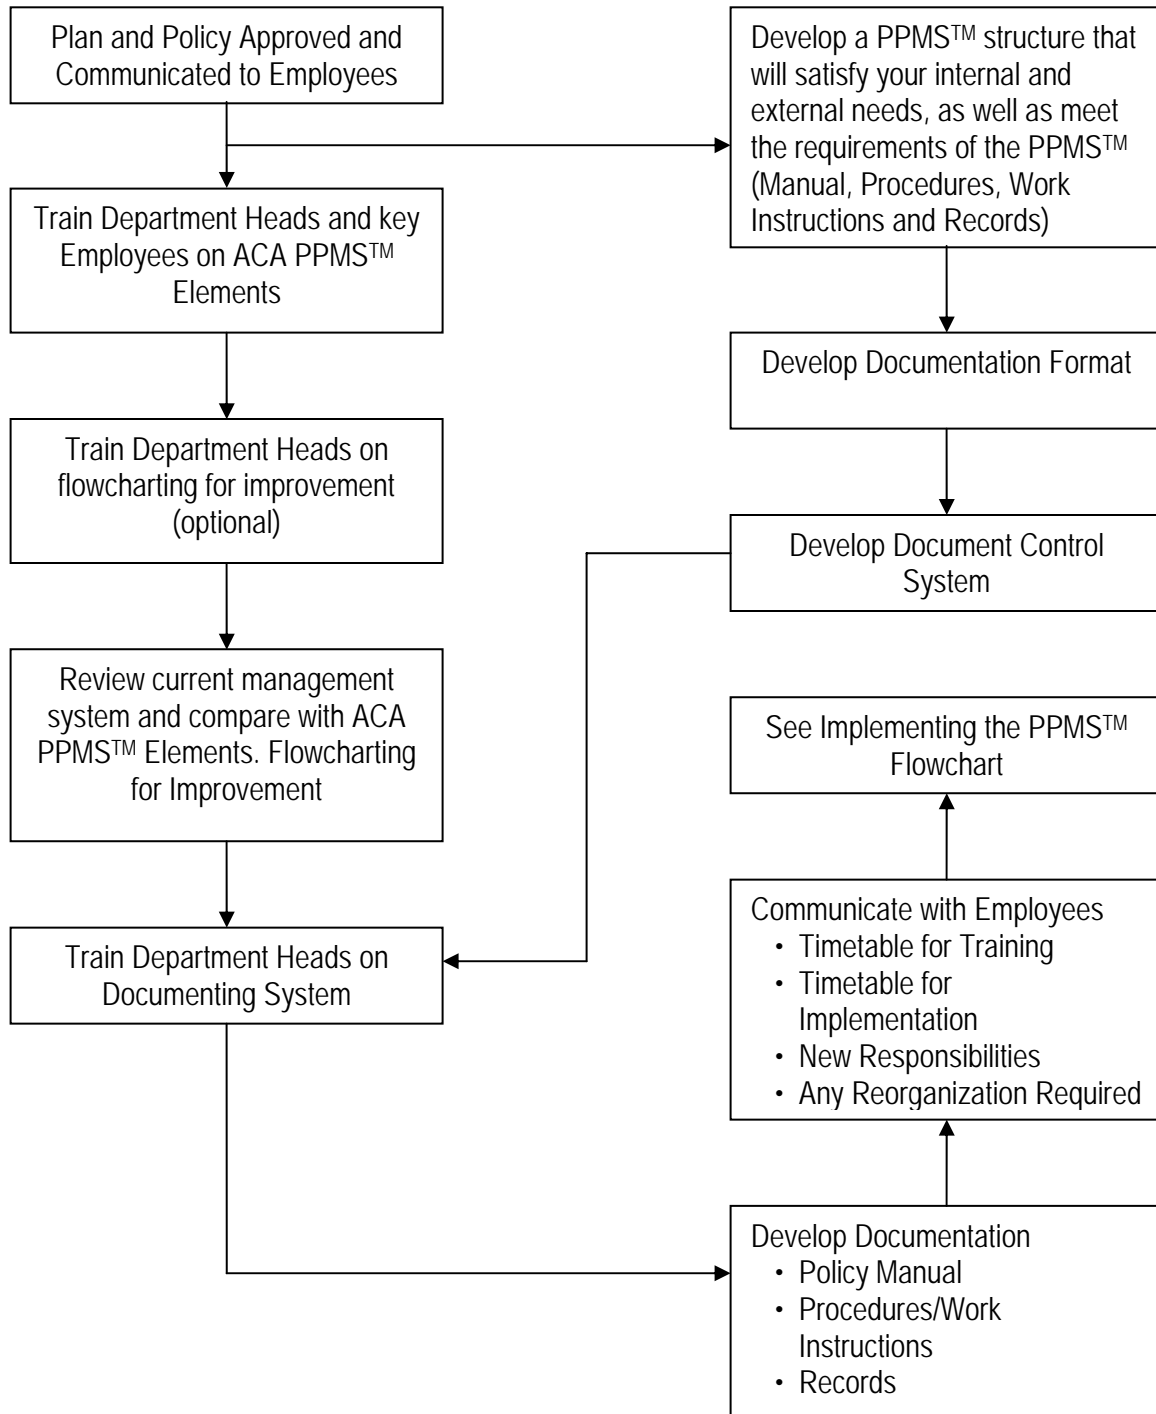 Plan and Policy Approved and
Communicated to Employees
Train Department Heads and key
Employees on ACA PPMS™
Elements
Train Department Heads on
flowcharting for improvement
(optional)
Review current management
system and compare with ACA
PPMS™ Elements. Flowcharting
for Improvement
Train Department Heads on
Documenting System
Develop a PPMS™ structure that
will satisfy your internal and
external needs, as well as meet
the requirements of the PPMS™
(Manual, Procedures, Work
Instructions and Records)
Develop Documentation Format
Develop Document Control
System
See Implementing the PPMS™
Flowchart
Communicate with Employees
• Timetable for Training
• Timetable for
Implementation
• New Responsibilities
• Any Reorganization Required
Develop Documentation
• Policy Manual
• Procedures/Work
Instructions
• Records